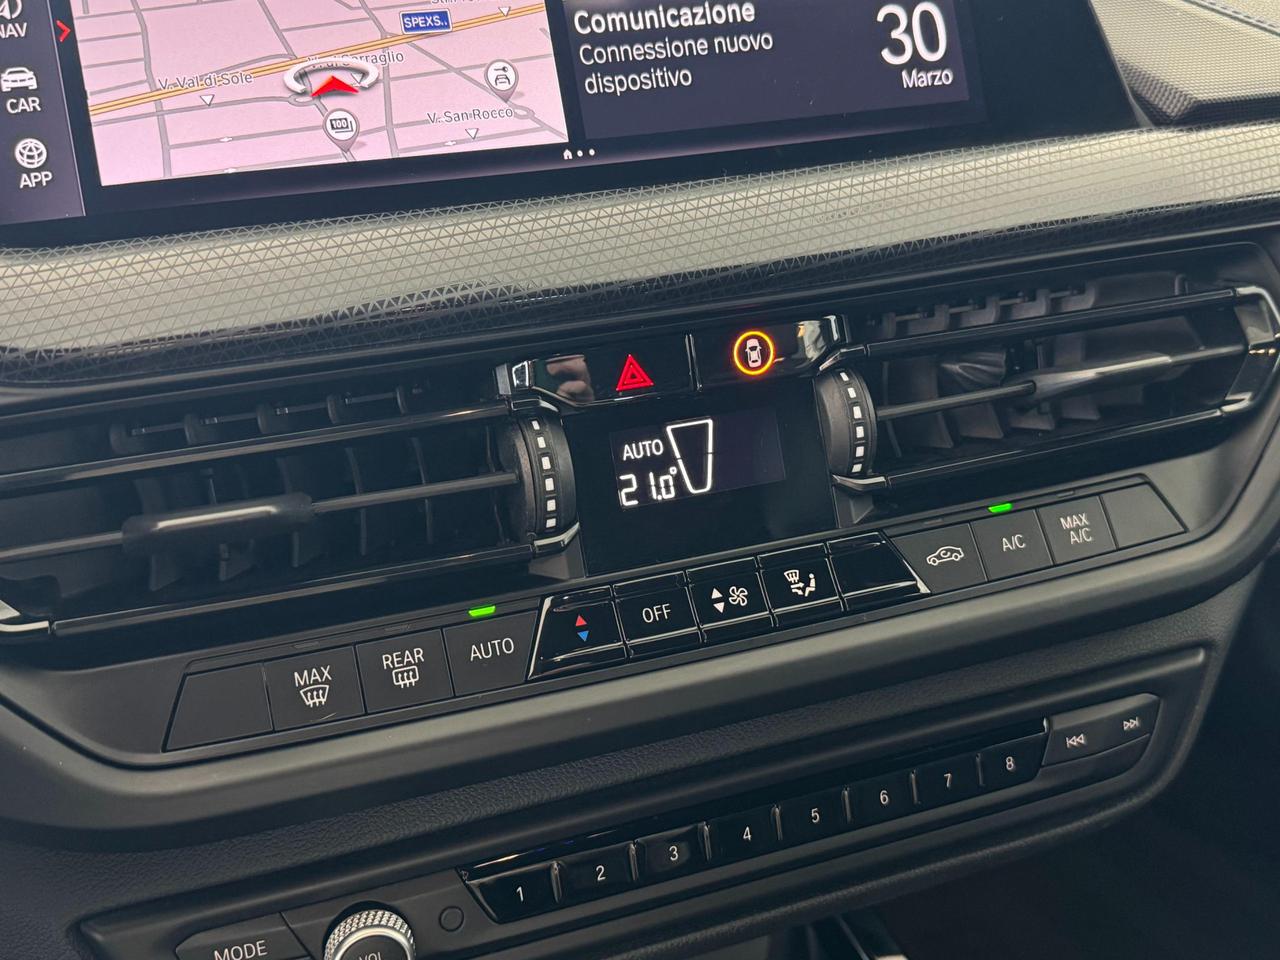 NAV
CAR
APP
SPEXS..
V. Val di Sole
V. San Rocco
100
Comunicazione
Connessione nuovo
dispositivo
30
Marzo
AUTO
21.0°
MAX
REAR
AUTO
OFF
A/C
MAX
A/C
1
2
3
4
5
6
7
8
MODE
VOL